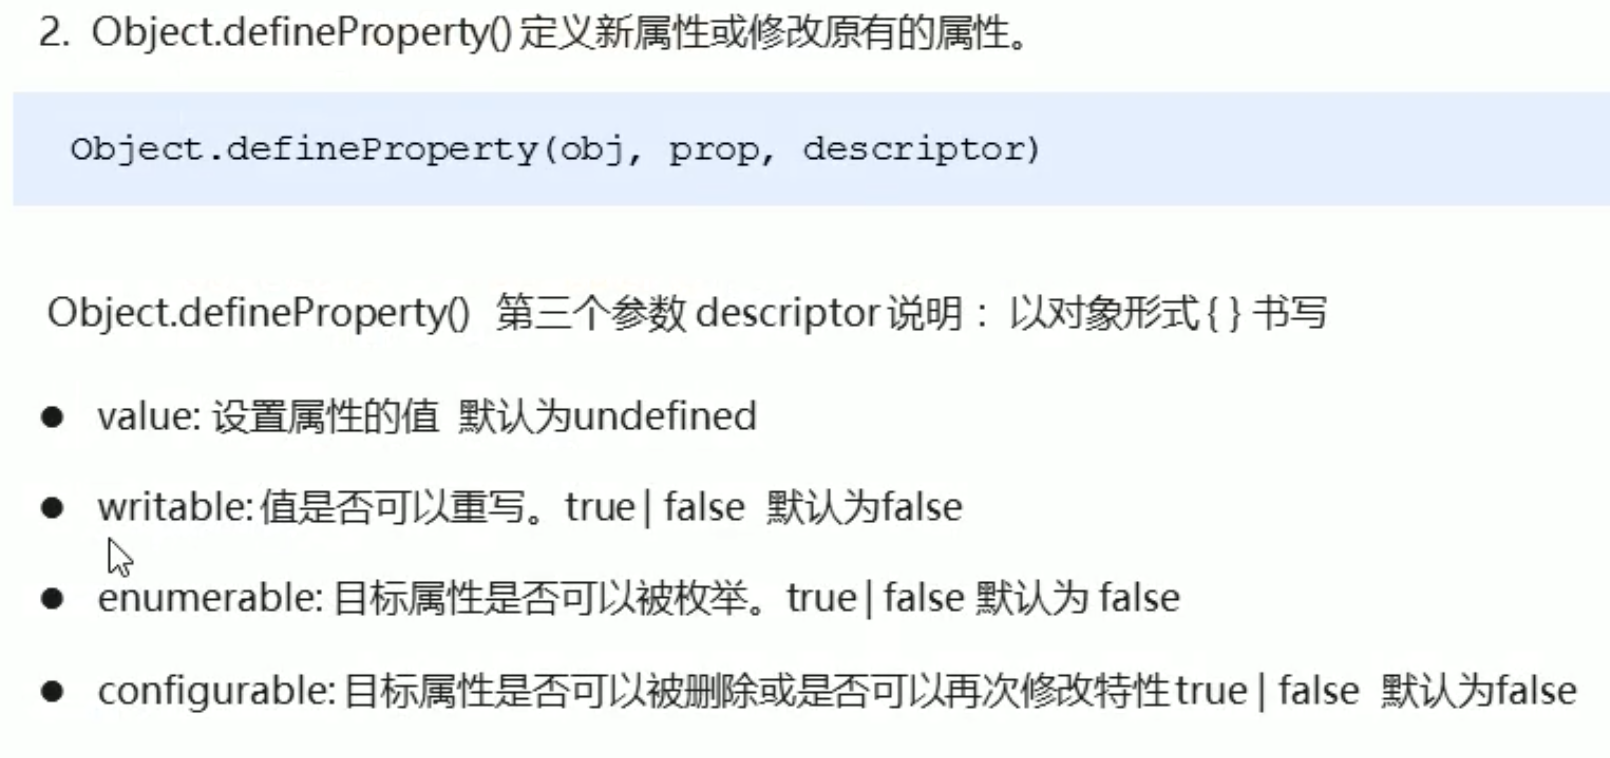 2. Object.defineProperty() 定义新属性或修改原有的属性。
Object.defineProperty(obj, prop, descriptor)
Object.defineProperty() 第三个参数 descriptor 说明： 以对象形式 { } 书写
● value: 设置属性的值 默认为undefined
● writable: 值是否可以重写。true | false 默认为false
● enumerable: 目标属性是否可以被枚举。true | false 默认为 false
● configurable: 目标属性是否可以被删除或是否可以再次修改特性 true | false 默认为false